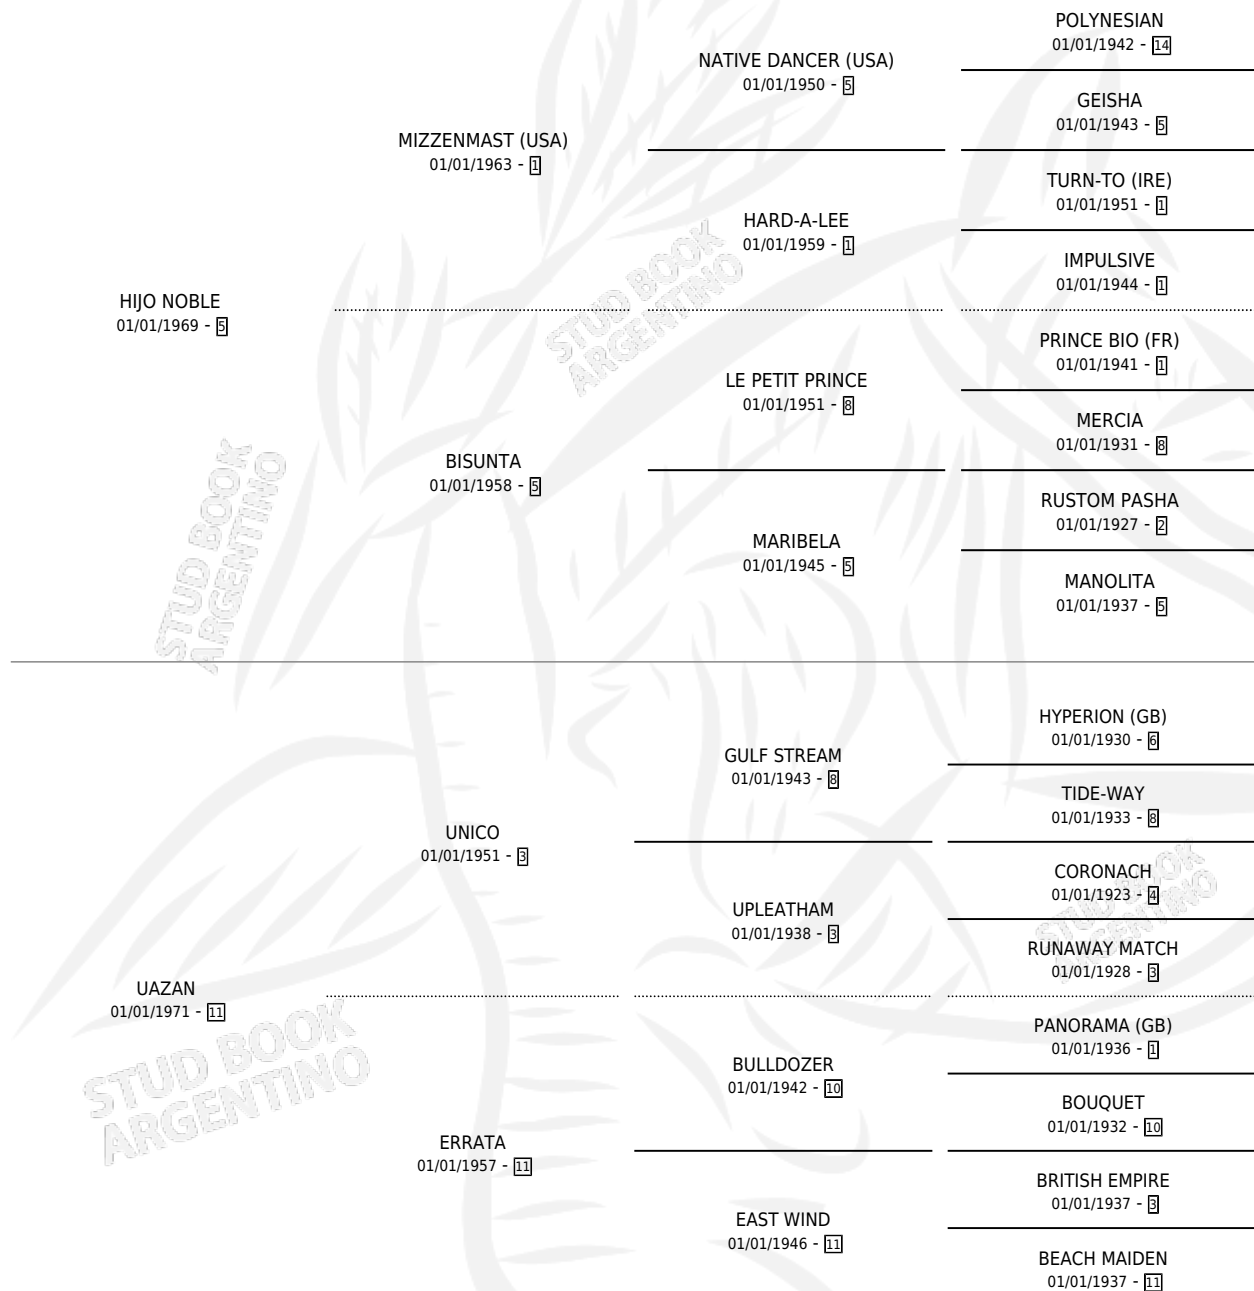 POLYNESIAN
01/01/1942 - 14
NATIVE DANCER (USA)
01/01/1950 - 5
GEISHA
01/01/1943 - 5
MIZZENMAST (USA)
01/01/1963 - 1
TURN-TO (IRE)
01/01/1951 - 1
HARD-A-LEE
01/01/1959 - 1
IMPULSIVE
01/01/1944 - 1
HIJO NOBLE
01/01/1969 - 5
PRINCE BIO (FR)
01/01/1941 - 1
LE PETIT PRINCE
01/01/1951 - 8
MERCIA
01/01/1931 - 8
BISUNTA
01/01/1958 - 5
RUSTOM PASHA
01/01/1927 - 2
MARIBELA
01/01/1945 - 5
MANOLITA
01/01/1937 - 5
HYPERION (GB)
01/01/1930 - 6
GULF STREAM
01/01/1943 - 8
TIDE-WAY
01/01/1933 - 8
UNICO
01/01/1951 - 3
CORONACH
01/01/1923 - 4
UPLEATHAM
01/01/1938 - 3
RUNAWAY MATCH
01/01/1928 - 3
UAZAN
01/01/1971 - 11
PANORAMA (GB)
01/01/1936 - 1
BULLDOZER
01/01/1942 - 10
BOUQUET
01/01/1932 - 10
ERRATA
01/01/1957 - 11
BRITISH EMPIRE
01/01/1937 - 3
EAST WIND
01/01/1946 - 11
BEACH MAIDEN
01/01/1937 - 11
STUD BOOK
ARGENTINO
STUD BOOK
ARGENTINO
STUD BOOK
ARGENTINO
STUD BOOK
ARGENTINO